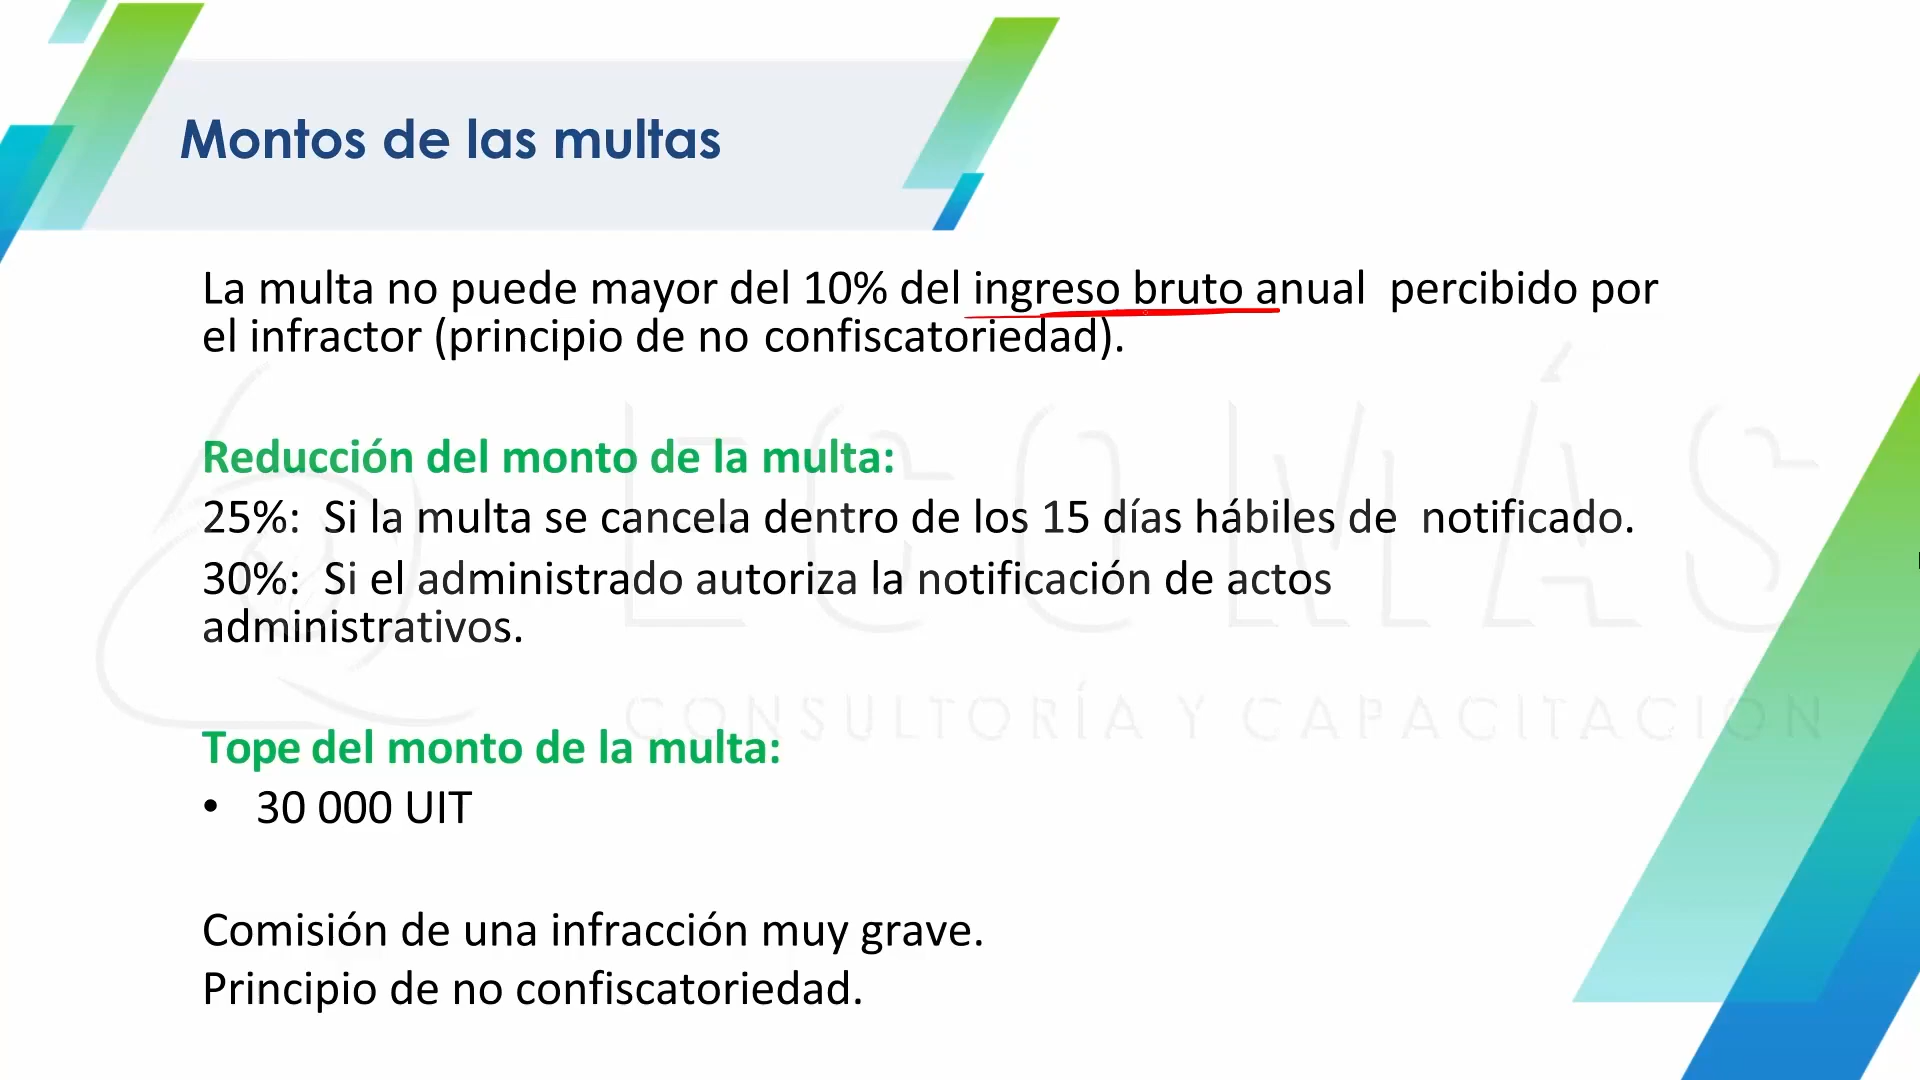 Montos de las multas
La multa no puede mayor del 10% del ingreso bruto anual percibido por
el infractor (principio de no confiscatoriedad).
Reducción del monto de la multa:
25%: Si la multa se cancela dentro de los 15 días hábiles de notificado.
30%: Si el administrado autoriza la notificación de actos
administrativos.
ECOMÁS
CONSULTORÍA Y CAPACITACIÓN
Tope del monto de la multa:
• 30 000 UIT
Comisión de una infracción muy grave.
Principio de no confiscatoriedad.